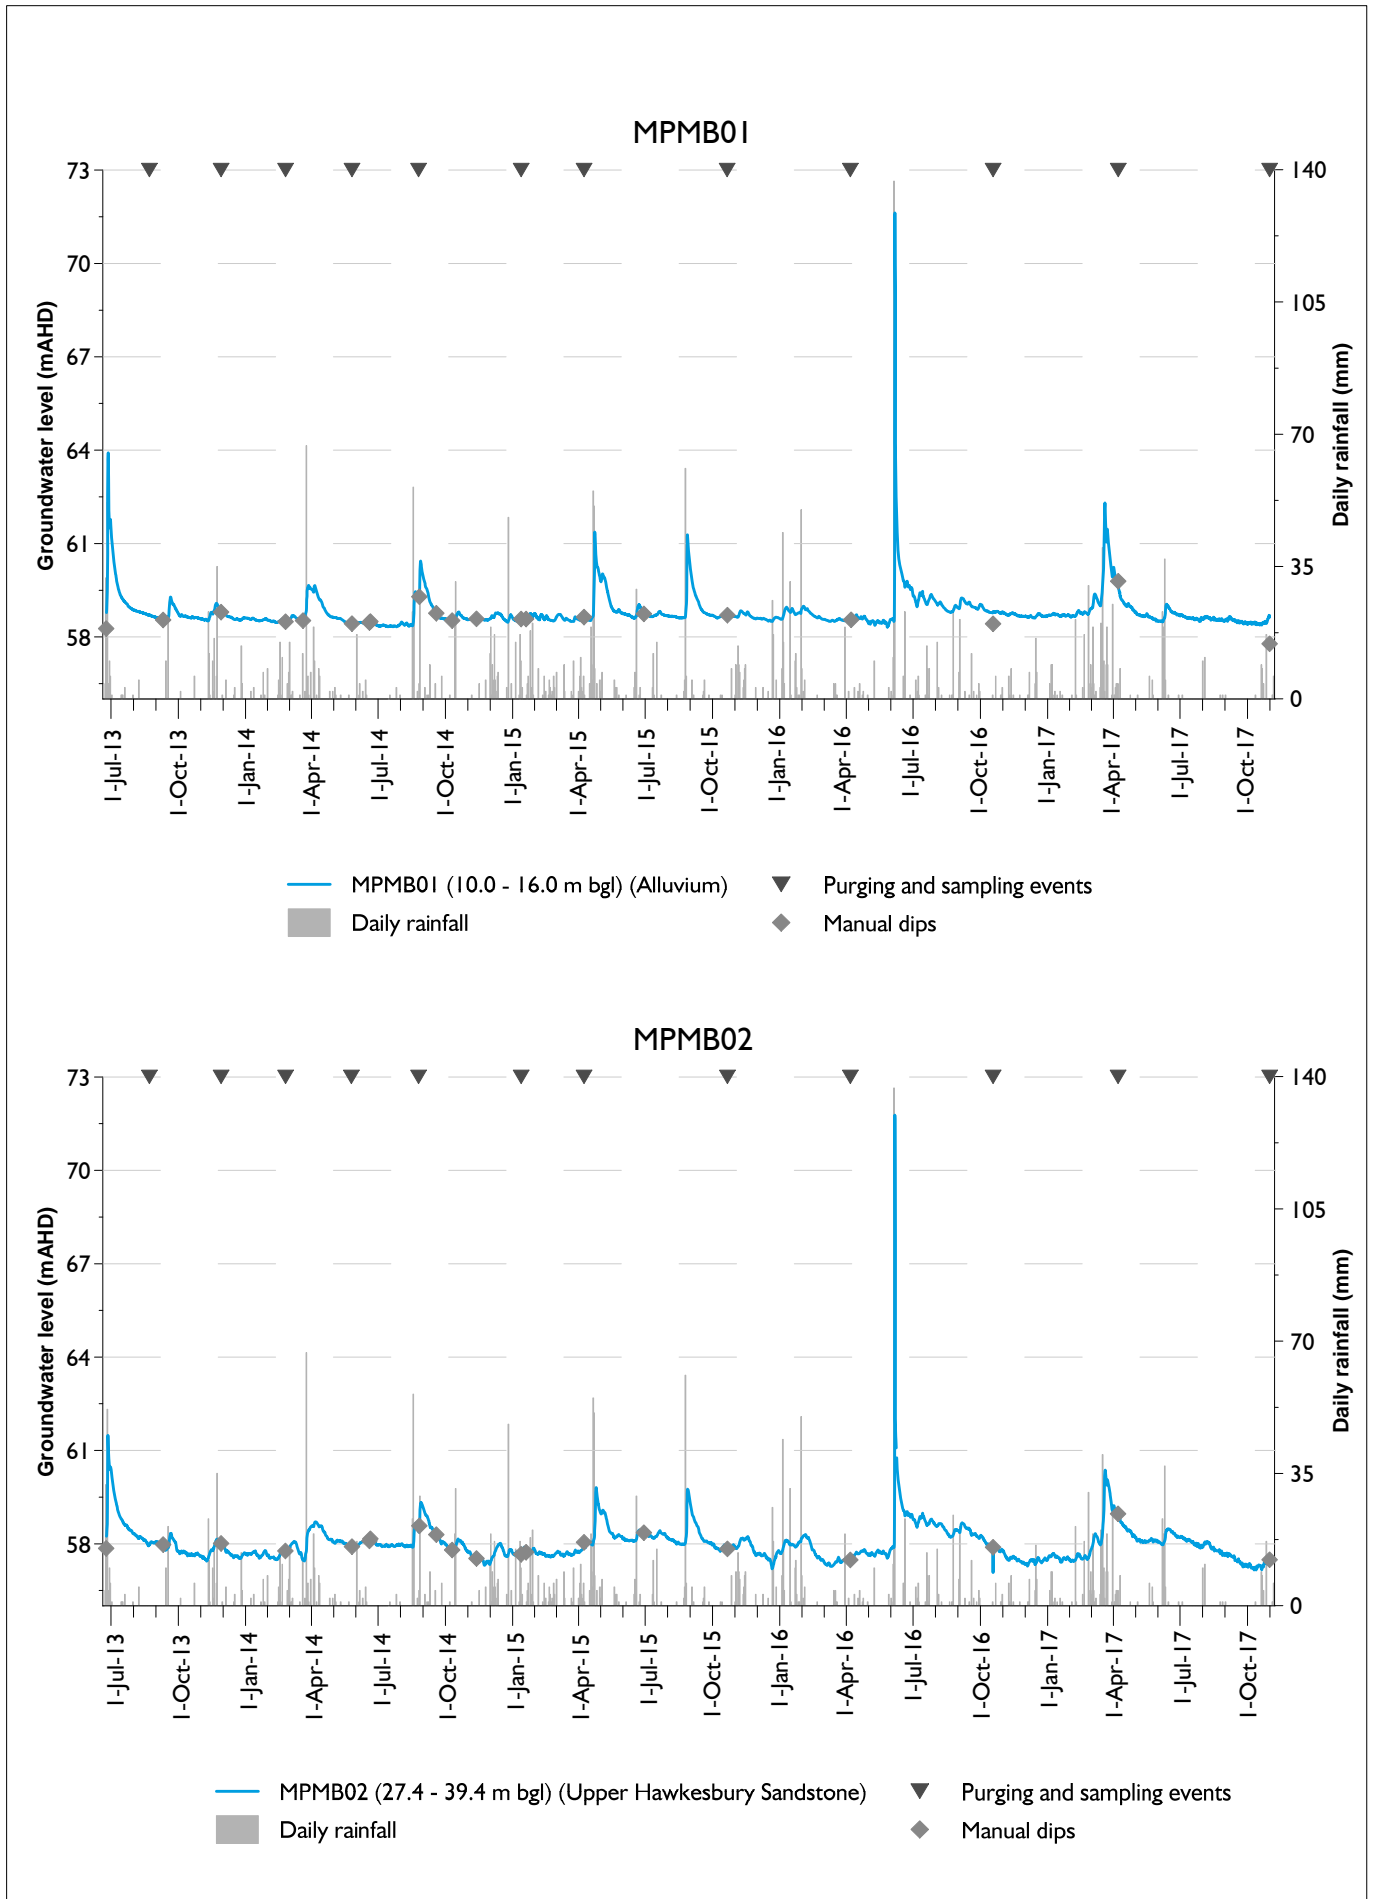 MPMB01
73
70
67
64
61
58
Groundwater level (mAHD)
140
105
70
35
0
Daily rainfall (mm)
1-Jul-13
1-Oct-13
1-Jan-14
1-Apr-14
1-Jul-14
1-Oct-14
1-Jan-15
1-Apr-15
1-Jul-15
1-Oct-15
1-Jan-16
1-Apr-16
1-Jul-16
1-Oct-16
1-Jan-17
1-Apr-17
1-Jul-17
1-Oct-17
MPMB01 (10.0 - 16.0 m bgl) (Alluvium)
Purging and sampling events
Daily rainfall
Manual dips
MPMB02
73
70
67
64
61
58
Groundwater level (mAHD)
140
105
70
35
0
Daily rainfall (mm)
1-Jul-13
1-Oct-13
1-Jan-14
1-Apr-14
1-Jul-14
1-Oct-14
1-Jan-15
1-Apr-15
1-Jul-15
1-Oct-15
1-Jan-16
1-Apr-16
1-Jul-16
1-Oct-16
1-Jan-17
1-Apr-17
1-Jul-17
1-Oct-17
MPMB02 (27.4 - 39.4 m bgl) (Upper Hawkesbury Sandstone)
Purging and sampling events
Daily rainfall
Manual dips